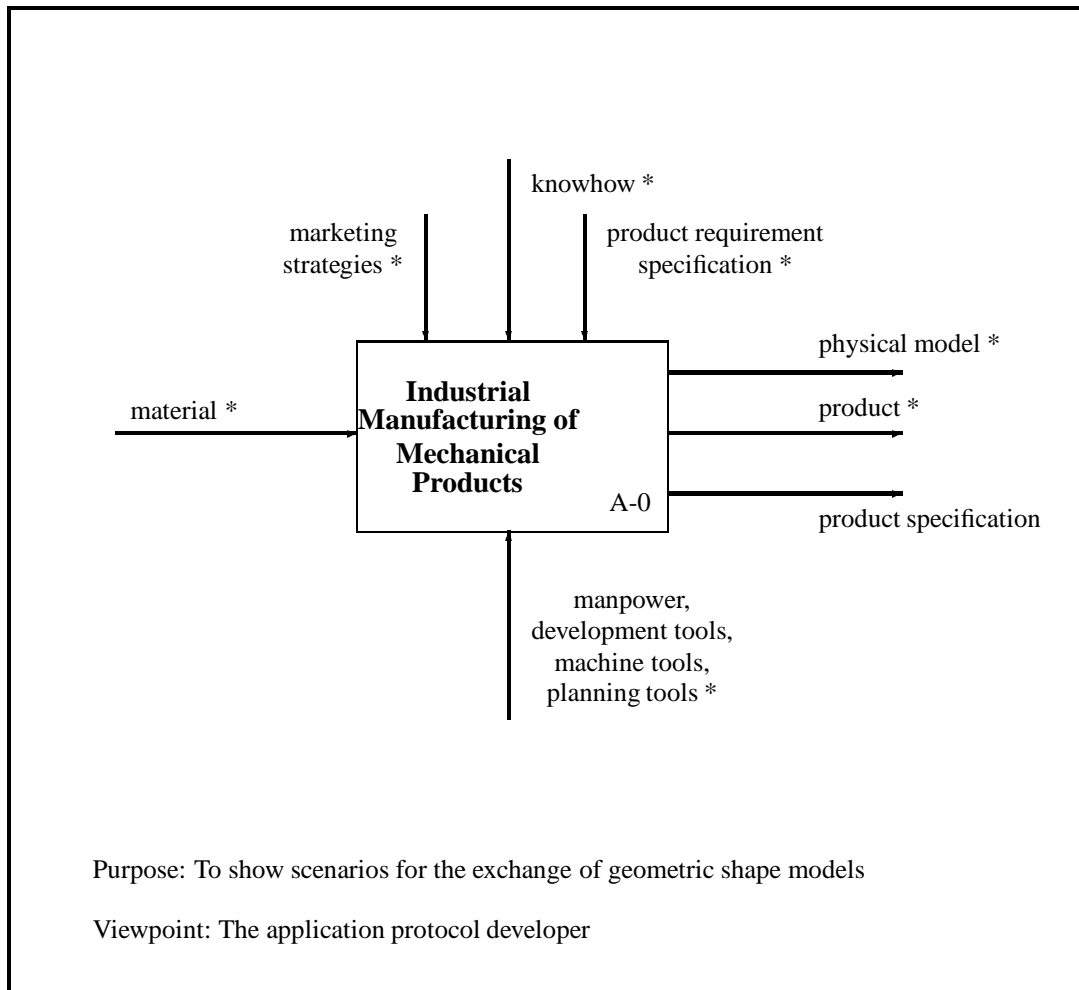 knowhow *
marketing
strategies *
product requirement
specification *
physical model *
material *
Industrial
Manufacturing of
Mechanical
Products
A-0
product *
product specification
manpower,
development tools,
machine tools,
planning tools *
Purpose: To show scenarios for the exchange of geometric shape models
Viewpoint: The application protocol developer